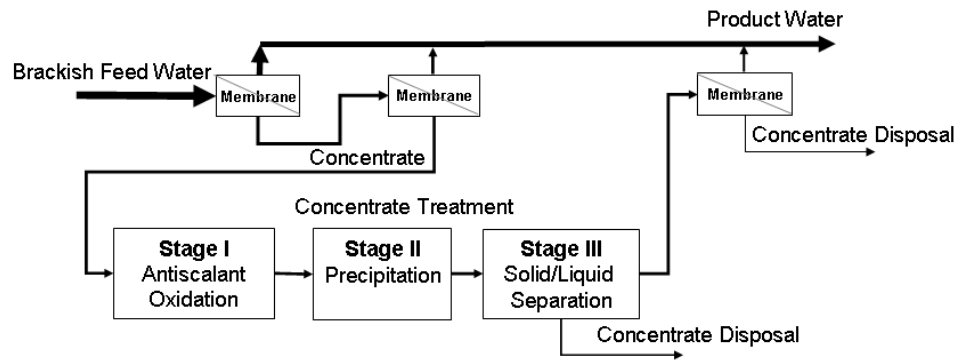 Product Water
Brackish Feed Water
Membrane
Membrane
Membrane
Concentrate Disposal
Concentrate
Concentrate Treatment
Stage I
Antiscalant
Oxidation
Stage II
Precipitation
Stage III
Solid/Liquid
Separation
Concentrate Disposal